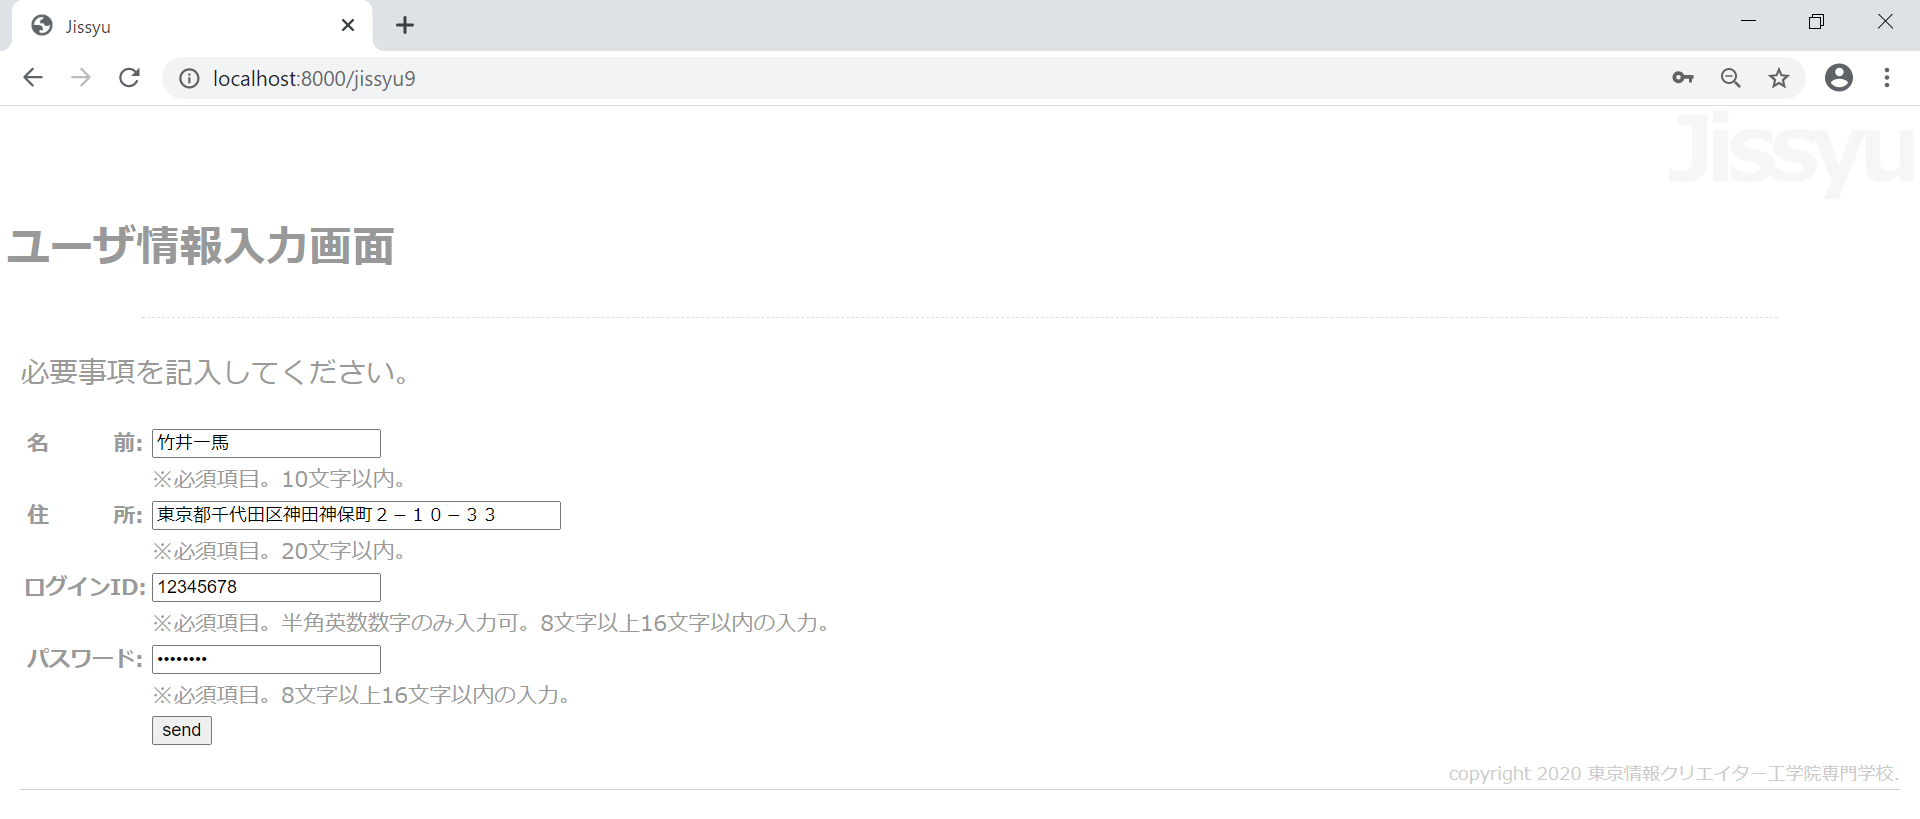 Jissyu
localhost:8000/jissyu9
Jissyu
ユーザ情報入力画面
必要事項を記入してください。
名 前: 竹井一馬
※必須項目。10文字以内。
住 所: 東京都千代田区神田神保町２－１０－３３
※必須項目。20文字以内。
ログインID: 12345678
※必須項目。半角英数数字のみ入力可。8文字以上16文字以内の入力。
パスワード: ••••••••
※必須項目。8文字以上16文字以内の入力。
send
copyright 2020 東京情報クリエイター工学院専門学校.